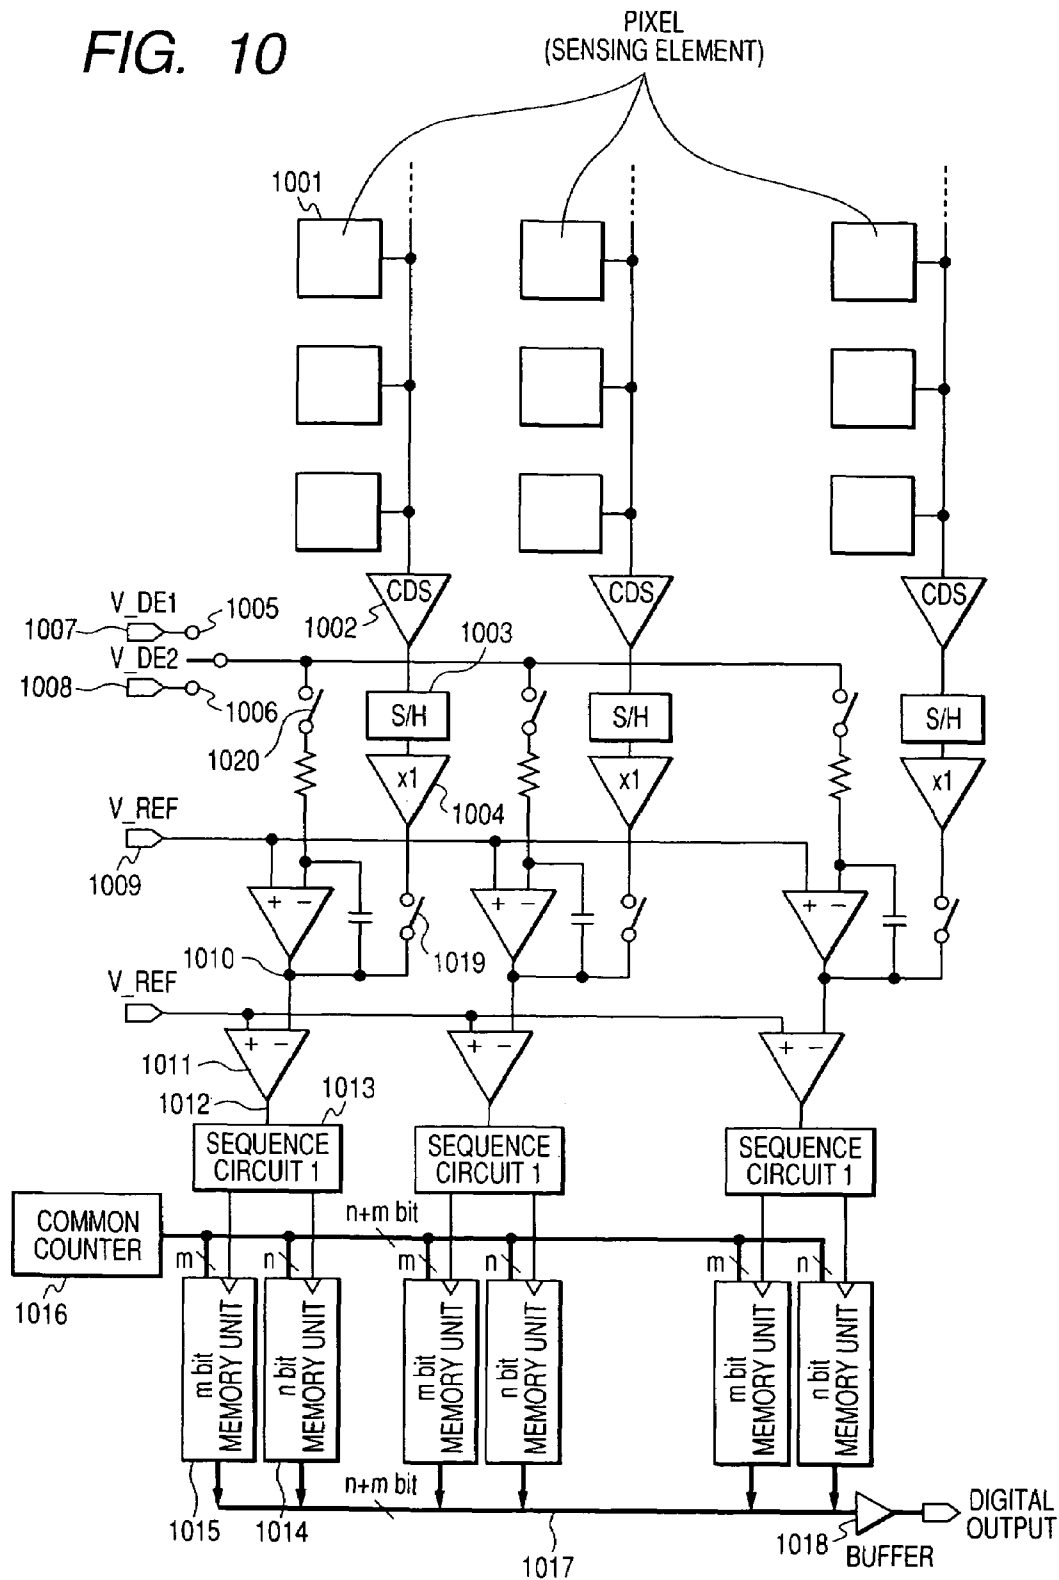 FIG. 10
PIXEL
(SENSING ELEMENT)
1001
CDS
CDS
CDS
V_DE1
1005
1007
1002
1003
V_DE2
1008
1006
S/H
S/H
S/H
1020
x1
x1
x1
1004
V_REF
1009
+ −
+ −
+ −
1010
1019
V_REF
+ −
+ −
+ −
1011
1012
1013
SEQUENCE
CIRCUIT 1
SEQUENCE
CIRCUIT 1
SEQUENCE
CIRCUIT 1
COMMON
COUNTER
1016
n+m bit
m
n
m
n
m
n
m bit
MEMORY UNIT
n bit
MEMORY UNIT
m bit
MEMORY UNIT
n bit
MEMORY UNIT
m bit
MEMORY UNIT
n bit
MEMORY UNIT
n+m bit
1015
1014
1017
1018
BUFFER
DIGITAL
OUTPUT